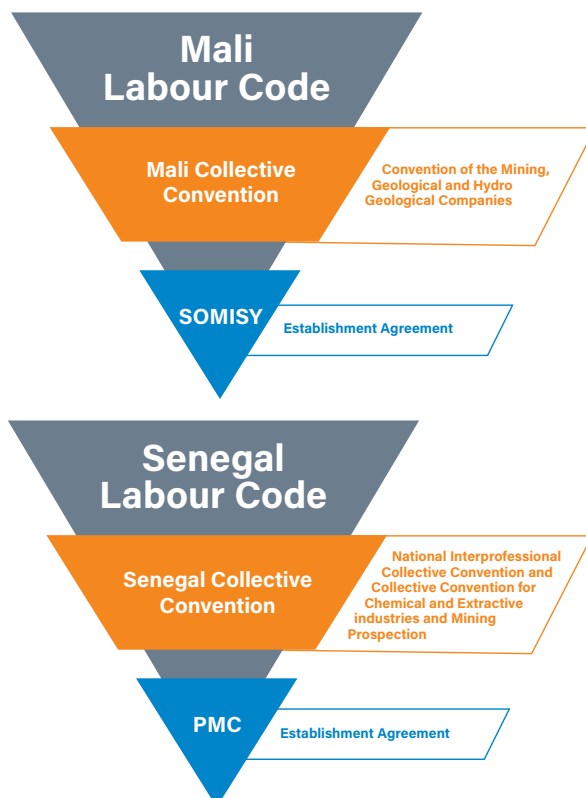 Mali
Labour Code
Mali Collective
Convention
Convention of the Mining,
Geological and Hydro
Geological Companies
SOMISY
Establishment Agreement
Senegal
Labour Code
Senegal Collective
Convention
National Interprofessional
Collective Convention and
Collective Convention for
Chemical and Extractive
industries and Mining
Prospection
PMC
Establishment Agreement